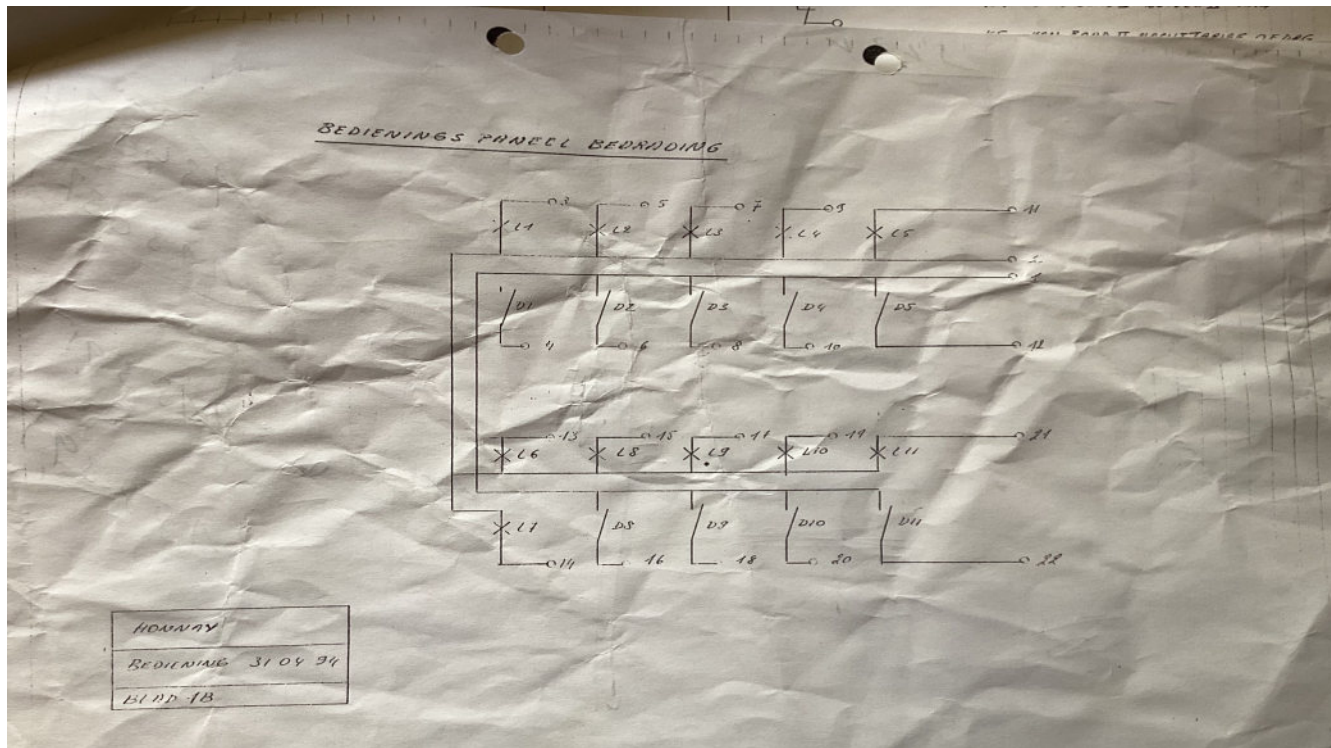 BEDIENINGS PANEEL BEDRADING
3 5 7 9 11
L1 L2 L3 L4 L5
2
1
D1 D2 D3 D4 D5
4 6 8 10 12
13 15 17 19 21
L6 L8 L9 L10 L11
L7 D8 D9 D10 D11
14 16 18 20 22
HONNAY
BEDIENING 31 04 94
BLAD 1B